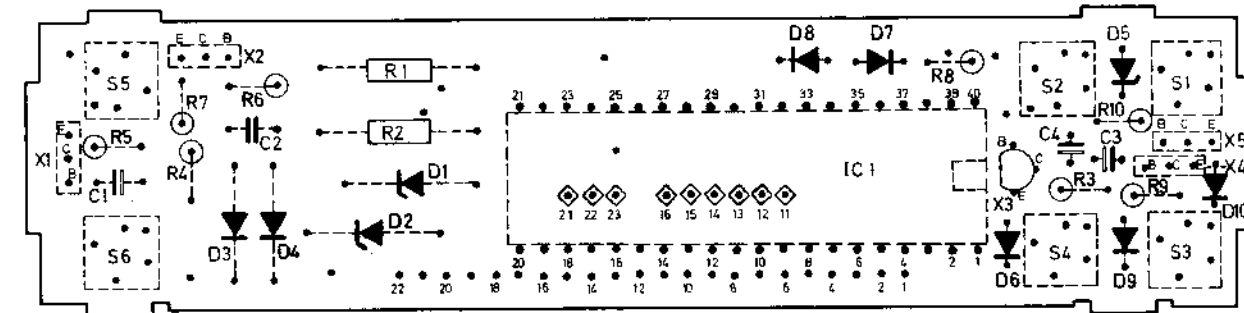 D8 D7 D5
E C B
X2
S5 R1 R8 S2 S1
R6
R7
21 23 25 27 29 31 33 35 37 39 40
R10
E C B
X1
R5 C2 R2 B C4 C3 B C E X5
R4 IC1 C B C E X4
C1 D1 R3 R9
E
X3 D10
21 22 23 16 15 14 13 12 11
D2
D3 D4
S6 S4 S3
20 18 16 14 12 10 8 6 4 2 1
D6 D9
22 20 18 16 14 12 10 8 6 4 2 1